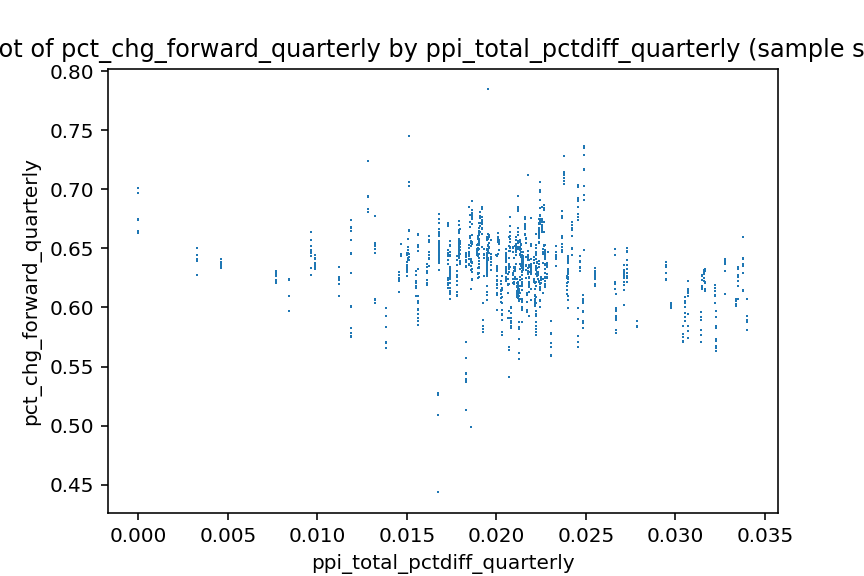 ot of pct_chg_forward_quarterly by ppi_total_pctdiff_quarterly (sample s
0.80
0.75
0.70
0.65
0.60
0.55
0.50
0.45
pct_chg_forward_quarterly
0.000 0.005 0.010 0.015 0.020 0.025 0.030 0.035
ppi_total_pctdiff_quarterly